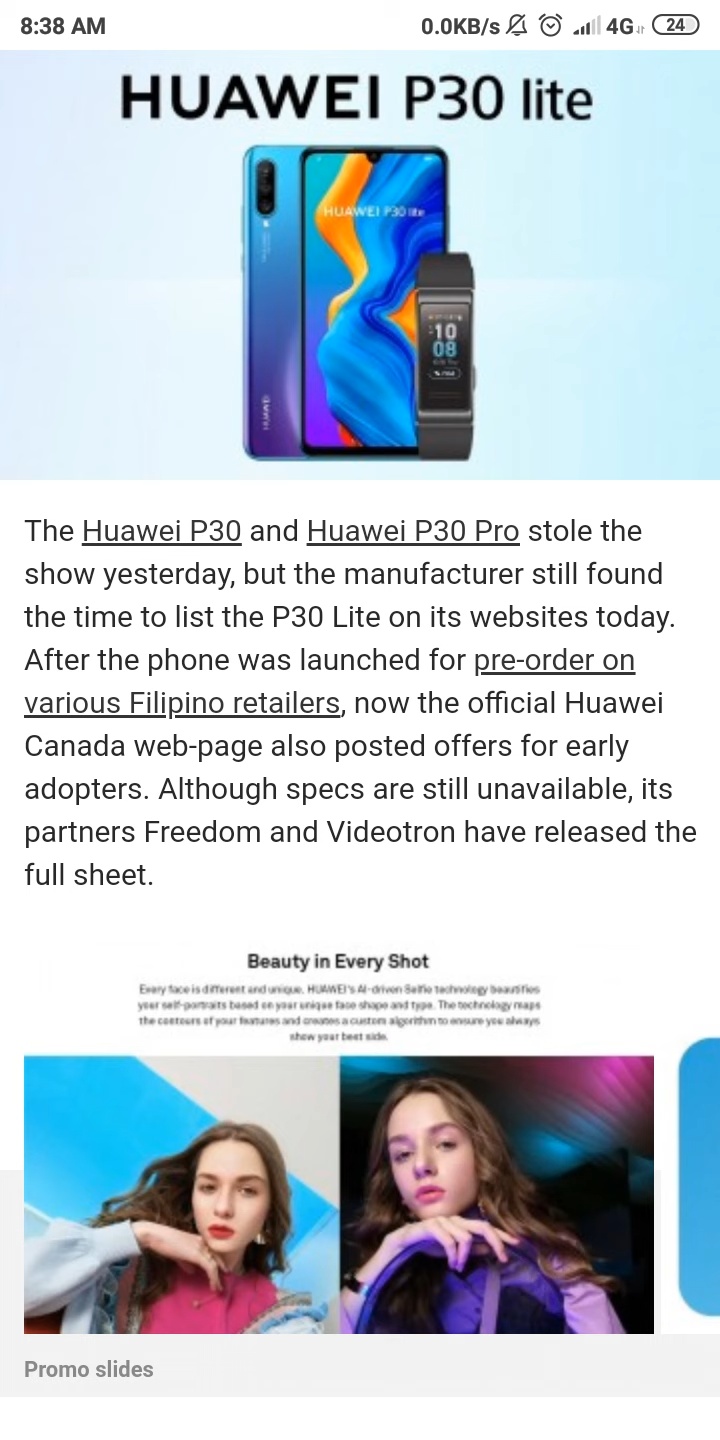 8:38 AM 0.0KB/s 4G 24
HUAWEI P30 lite
HUAWEI P30 lite
10
08
HUAWEI
The Huawei P30 and Huawei P30 Pro stole the
show yesterday, but the manufacturer still found
the time to list the P30 Lite on its websites today.
After the phone was launched for pre-order on
various Filipino retailers, now the official Huawei
Canada web-page also posted offers for early
adopters. Although specs are still unavailable, its
partners Freedom and Videotron have released the
full sheet.
Beauty in Every Shot
Every face is different and unique. HUAWEI's AI-driven Selfie technology beautifies
your self-portraits based on your unique face shape and type. The technology maps
the contours of your features and creates a custom algorithm to ensure you always
show your best side.
Promo slides